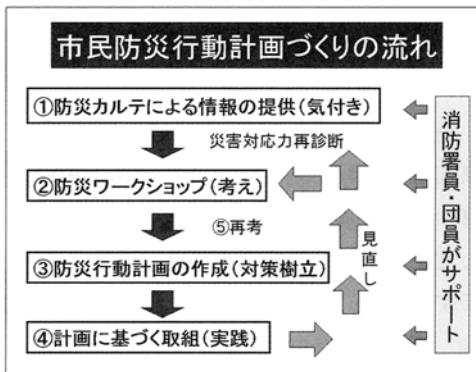 市民防災行動計画づくりの流れ
①防災カルテによる情報の提供(気付き)
災害対応力再診断
②防災ワークショップ(考え)
⑤再考
③防災行動計画の作成(対策樹立)
見直し
④計画に基づく取組(実践)
消防署員・団員がサポート